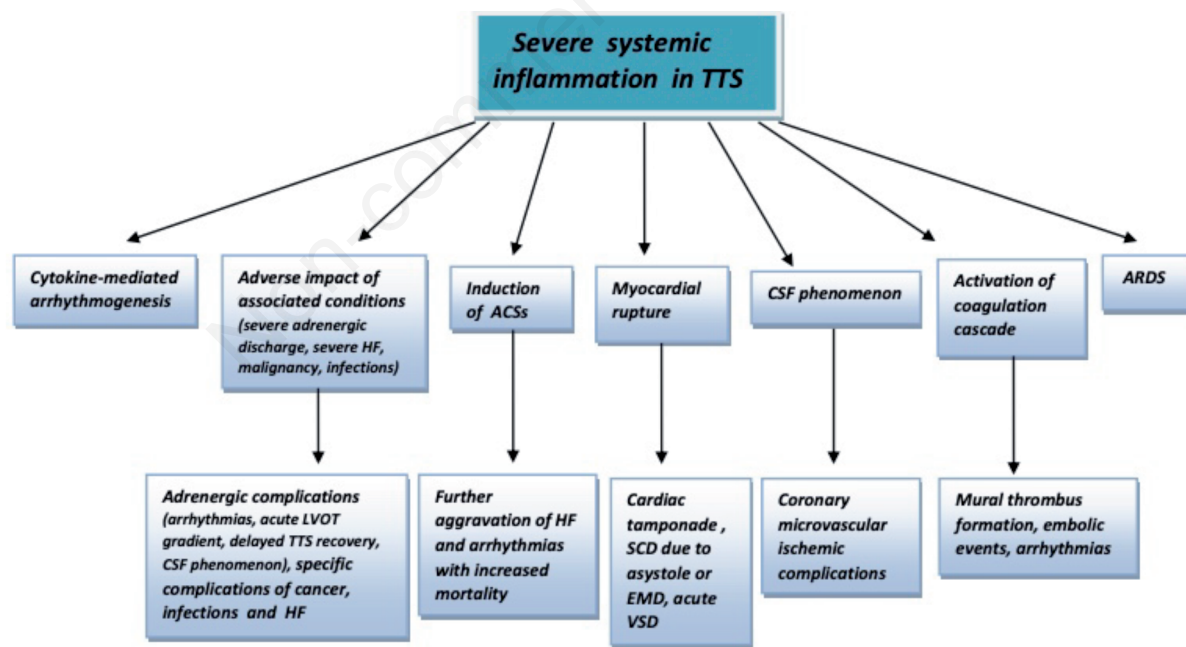 Severe systemic
inflammation in TTS
Cytokine-mediated
arrhythmogenesis
Adverse impact of
associated conditions
(severe adrenergic
discharge, severe HF,
malignancy, infections)
Induction
of ACSs
Myocardial
rupture
CSF phenomenon
Activation of
coagulation
cascade
ARDS
Adrenergic complications
(arrhythmias, acute LVOT
gradient, delayed TTS recovery,
CSF phenomenon), specific
complications of cancer,
infections and HF
Further
aggravation of HF
and arrhythmias
with increased
mortality
Cardiac
tamponade ,
SCD due to
asystole or
EMD, acute
VSD
Coronary
microvascular
ischemic
complications
Mural thrombus
formation, embolic
events, arrhythmias